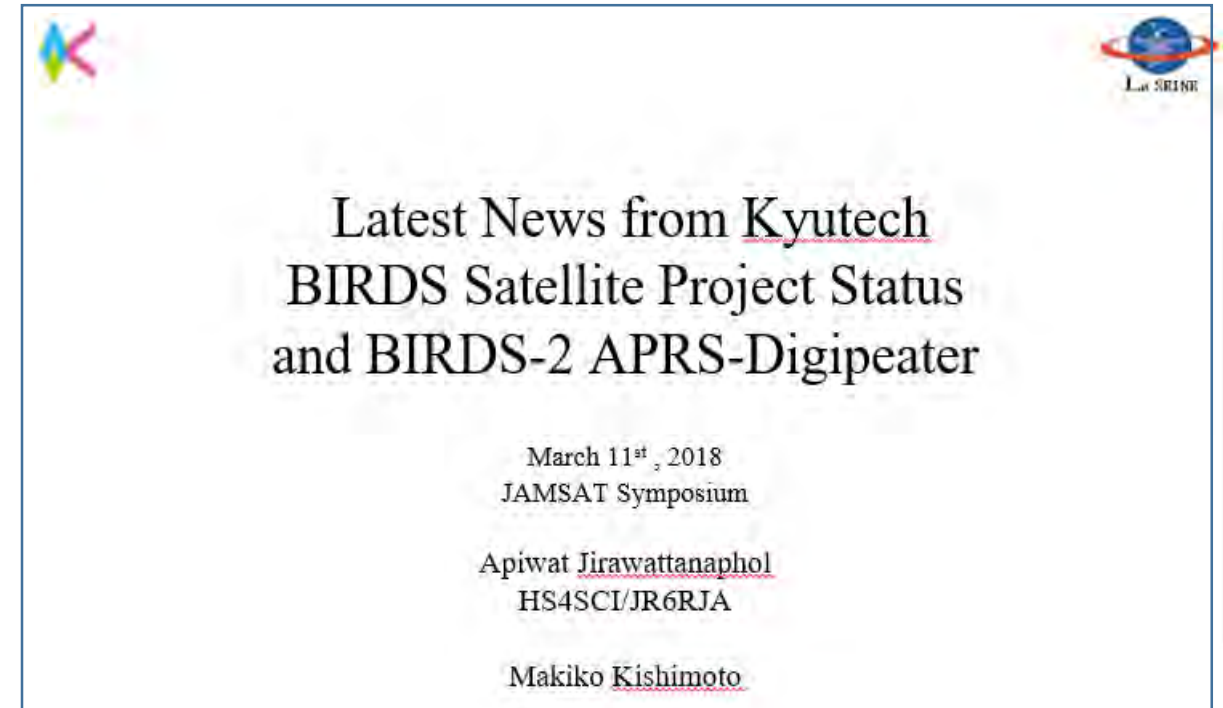 La SEINE
Latest News from Kyutech
BIRDS Satellite Project Status
and BIRDS-2 APRS-Digipeater
March 11st , 2018
JAMSAT Symposium
Apiwat Jirawattanaphol
HS4SCI/JR6RJA
Makiko Kishimoto